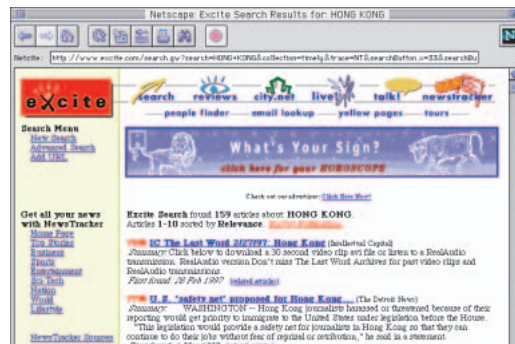 Netscape: Excite Search Results for: HONG KONG
Netsite: http://www.excite.com/search.gw?search=HONG+KONG&collection=timely&trace=NT&searchButton.x=33&searchBu
N
excite
search reviews city.net live! talk! newstracker
people finder email lookup yellow pages tours
Search Menu
New Search
Advanced Search
Add URL
What's Your Sign?
click here for your HOROSCOPE
Check out our advertiser: Click Here Now!
Get all your news
with NewsTracker
Home Page
Top Stories
Business
Sports
Entertainment
Sci-Tech
Nation
World
Lifestyle
NewsTracker Sources
Excite Search found 159 articles about HONG KONG.
Articles 1-10 sorted by Relevance.
IC The Last Word 2/27/97. Hong Kong (Intellectual Capital)
Summary: Click below to download a 30 second video clip avi file or listen to a RealAudio
transmission. RealAudio version Don't miss The Last Word Archives for past video clips and
RealAudio transmissions.
First found: 28 Feb 1997 [related articles]
U.S. "safety net" proposed for Hong Kong... (The Detroit News)
Summary: WASHINGTON -- Hong Kong journalists harassed or threatened because of their
reporting would get priority to immigrate to the United States under legislation before the House.
"This legislation would provide a safety net for journalists in Hong Kong so that they can
continue to do their jobs without fear of reprisal or retribution," he said in a statement.